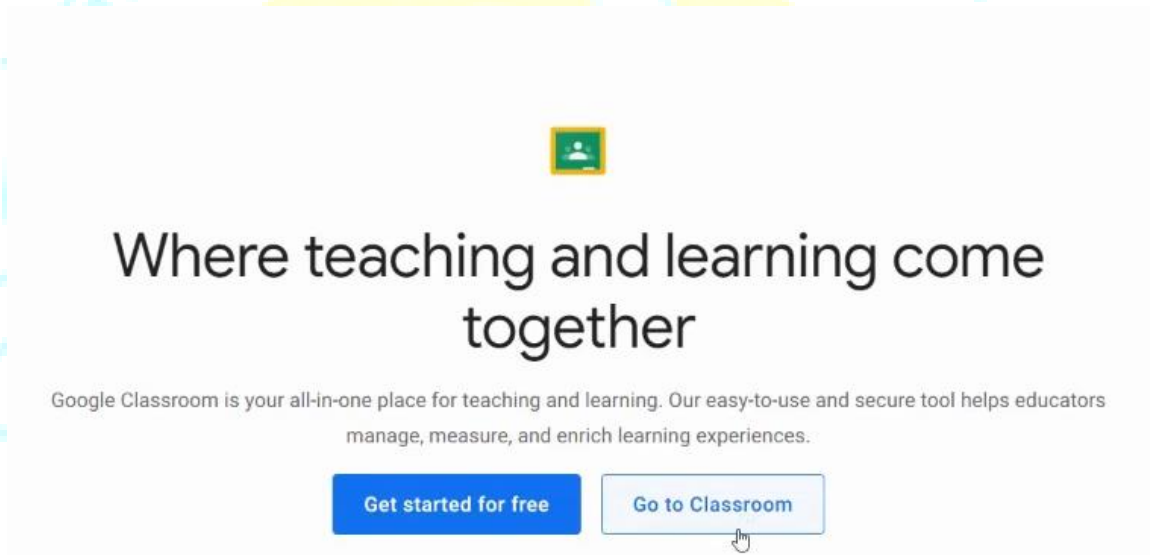 Where teaching and learning come
together
Google Classroom is your all-in-one place for teaching and learning. Our easy-to-use and secure tool helps educators
manage, measure, and enrich learning experiences.
Get started for free
Go to Classroom